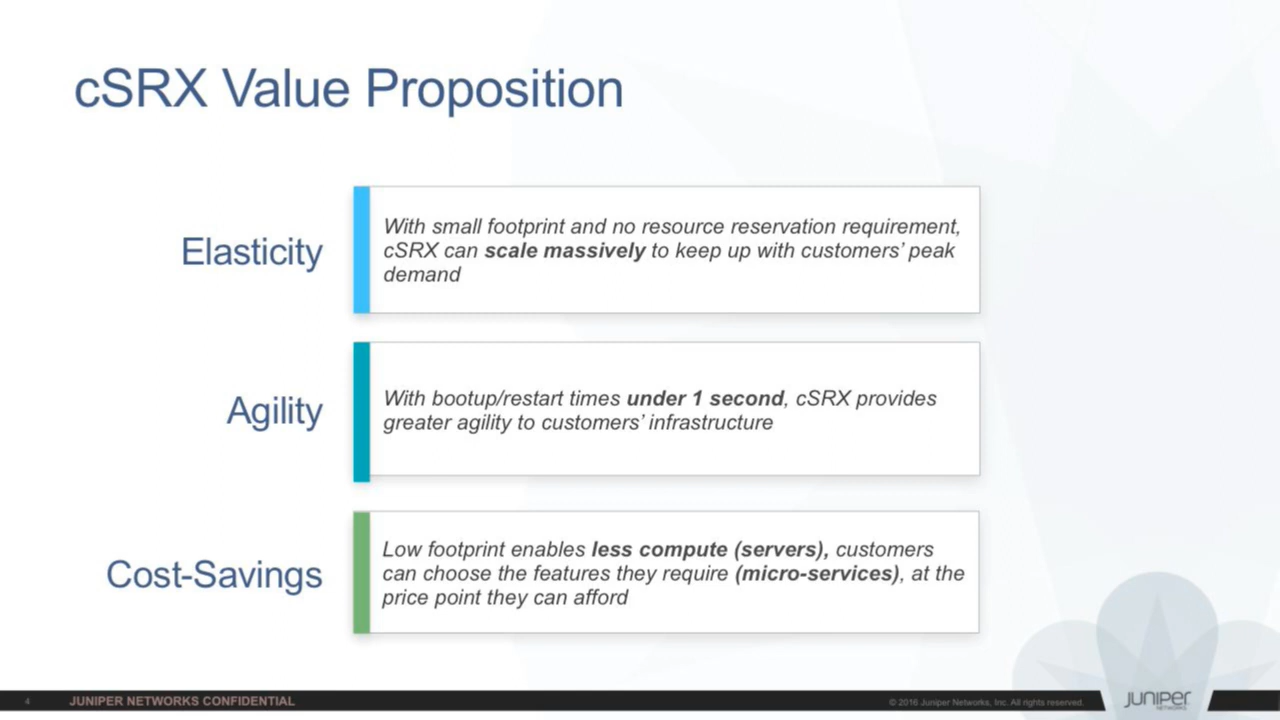 cSRX Value Proposition
Elasticity
With small footprint and no resource reservation requirement,
cSRX can scale massively to keep up with customers’ peak
demand
Agility
With bootup/restart times under 1 second, cSRX provides
greater agility to customers’ infrastructure
Cost-Savings
Low footprint enables less compute (servers), customers
can choose the features they require (micro-services), at the
price point they can afford
4
JUNIPER NETWORKS CONFIDENTIAL
© 2016 Juniper Networks, Inc. All rights reserved.
JUNIPER
NETWORKS